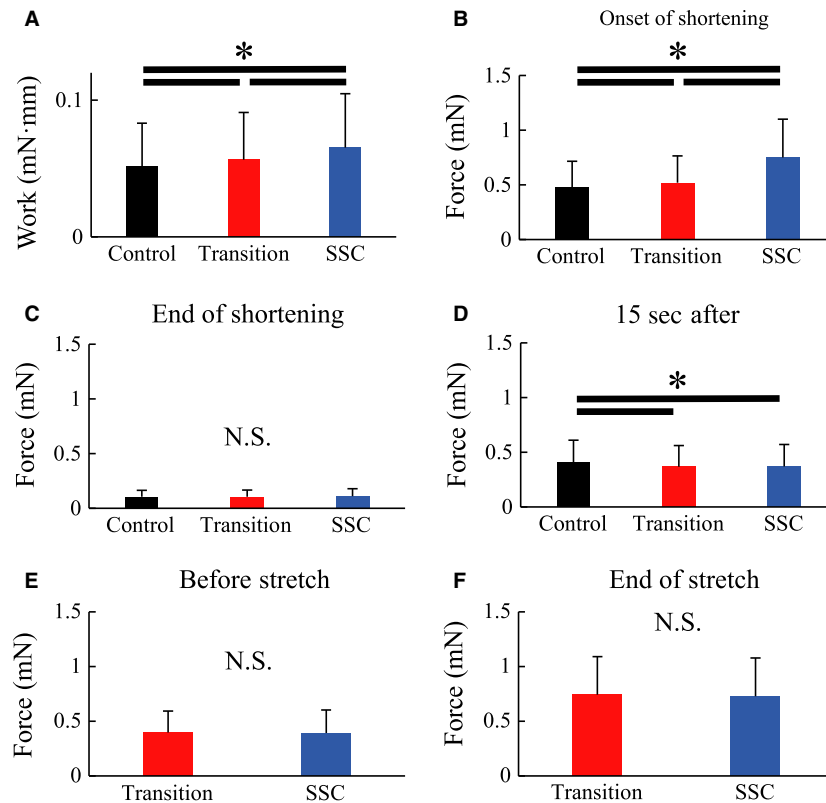 A
*
Work (mN·mm)
0.1
0
Control Transition SSC
B
Onset of shortening
*
Force (mN)
1.5
1
0.5
0
Control Transition SSC
C
End of shortening
Force (mN)
1.5
1
0.5
0
N.S.
Control Transition SSC
D
15 sec after
*
Force (mN)
1.5
1
0.5
0
Control Transition SSC
E
Before stretch
Force (mN)
1.5
1
0.5
0
N.S.
Transition SSC
F
End of stretch
N.S.
Force (mN)
1.5
1
0.5
0
Transition SSC